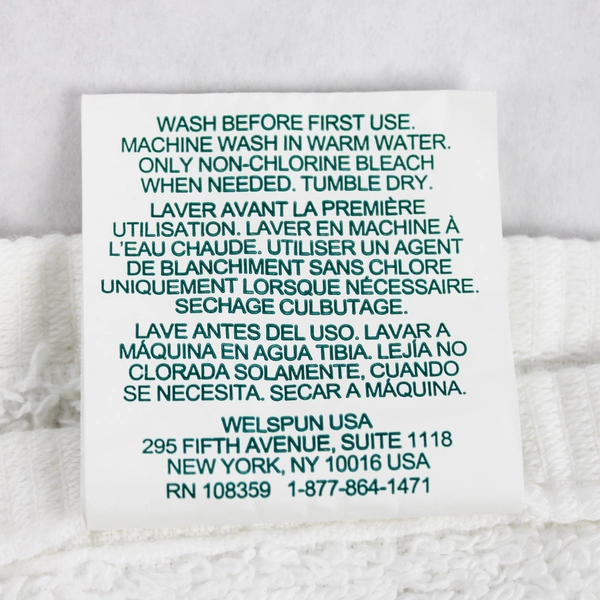 WASH BEFORE FIRST USE.
MACHINE WASH IN WARM WATER.
ONLY NON-CHLORINE BLEACH
WHEN NEEDED. TUMBLE DRY.
LAVER AVANT LA PREMIÈRE
UTILISATION. LAVER EN MACHINE À
L'EAU CHAUDE. UTILISER UN AGENT
DE BLANCHIMENT SANS CHLORE
UNIQUEMENT LORSQUE NÉCESSAIRE.
SECHAGE CULBUTAGE.
LAVE ANTES DEL USO. LAVAR A
MÁQUINA EN AGUA TIBIA. LEJÍA NO
CLORADA SOLAMENTE, CUANDO
SE NECESITA. SECAR A MÁQUINA.
WELSPUN USA
295 FIFTH AVENUE, SUITE 1118
NEW YORK, NY 10016 USA
RN 108359 1-877-864-1471